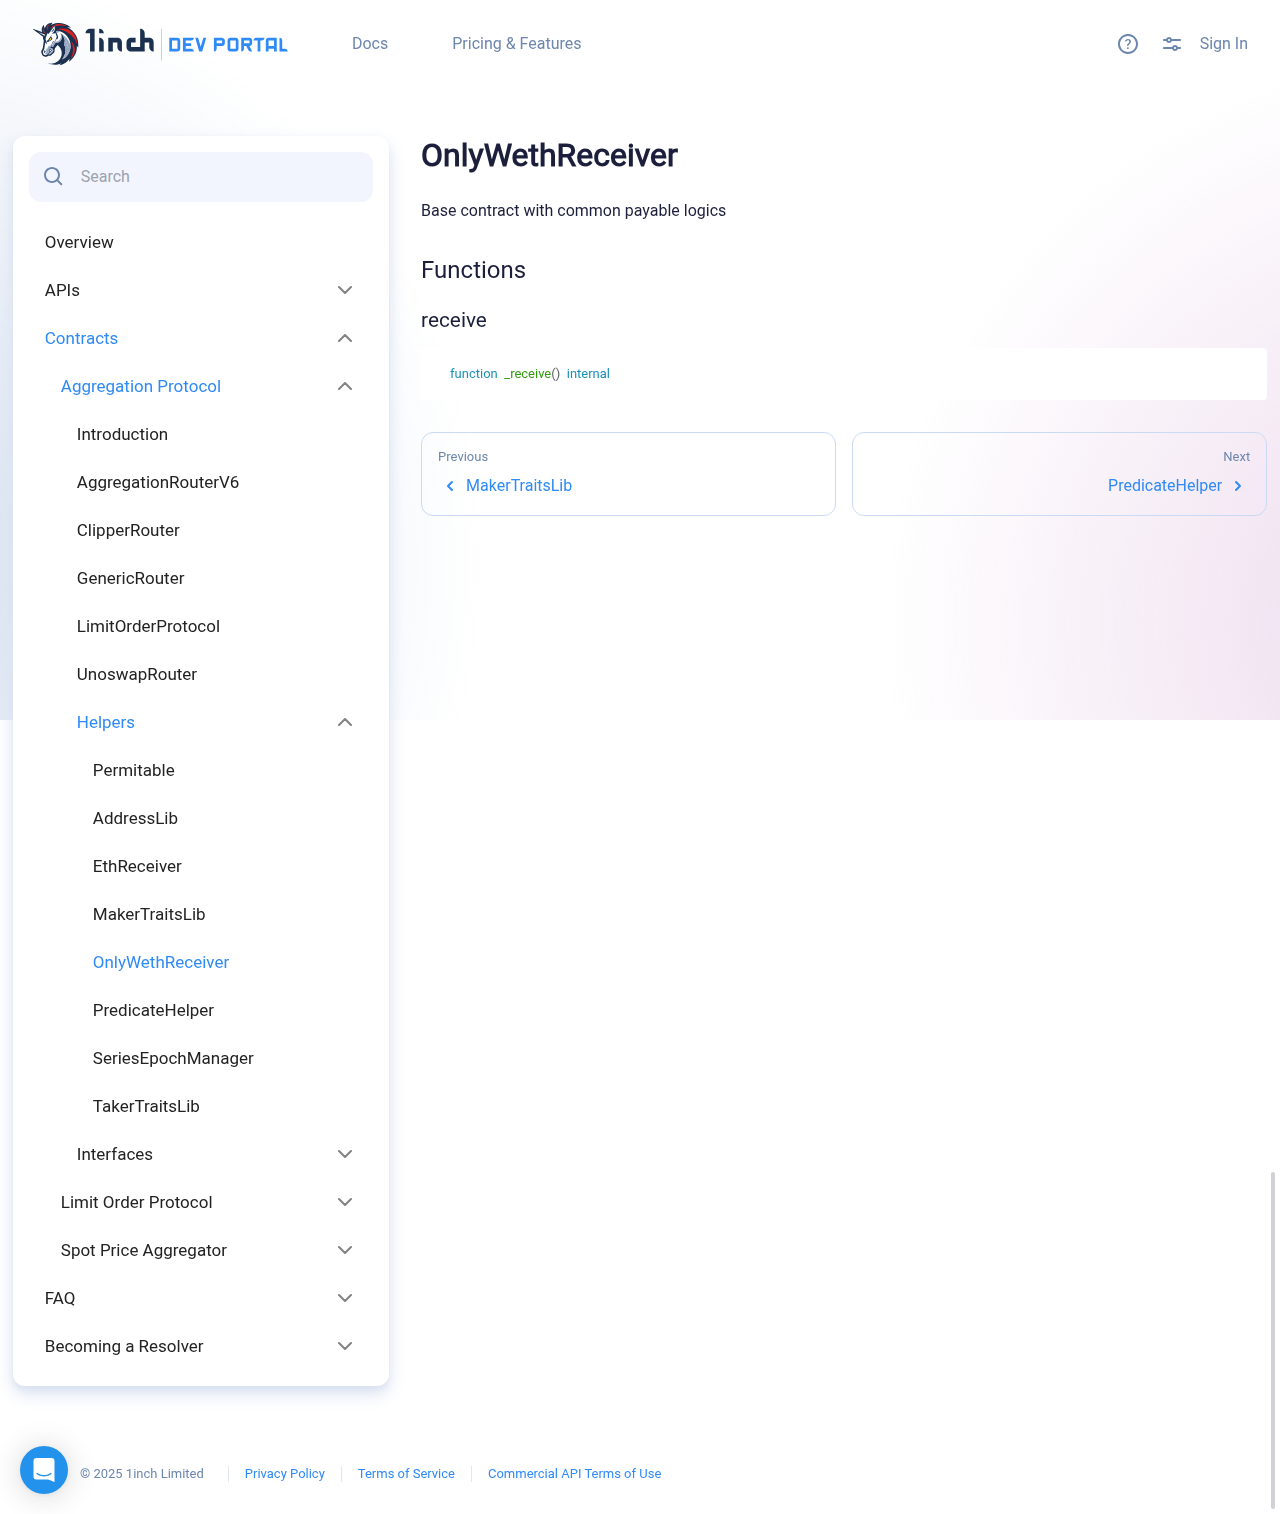 1inch DEV PORTAL
Docs
Pricing & Features
Sign In
Search
Overview
APIs
Contracts
Aggregation Protocol
Introduction
AggregationRouterV6
ClipperRouter
GenericRouter
LimitOrderProtocol
UnoswapRouter
Helpers
Permitable
AddressLib
EthReceiver
MakerTraitsLib
OnlyWethReceiver
PredicateHelper
SeriesEpochManager
TakerTraitsLib
Interfaces
Limit Order Protocol
Spot Price Aggregator
FAQ
Becoming a Resolver
OnlyWethReceiver
Base contract with common payable logics
Functions
receive
function _receive() internal
Previous
MakerTraitsLib
Next
PredicateHelper
© 2025 1inch Limited
Privacy Policy
Terms of Service
Commercial API Terms of Use